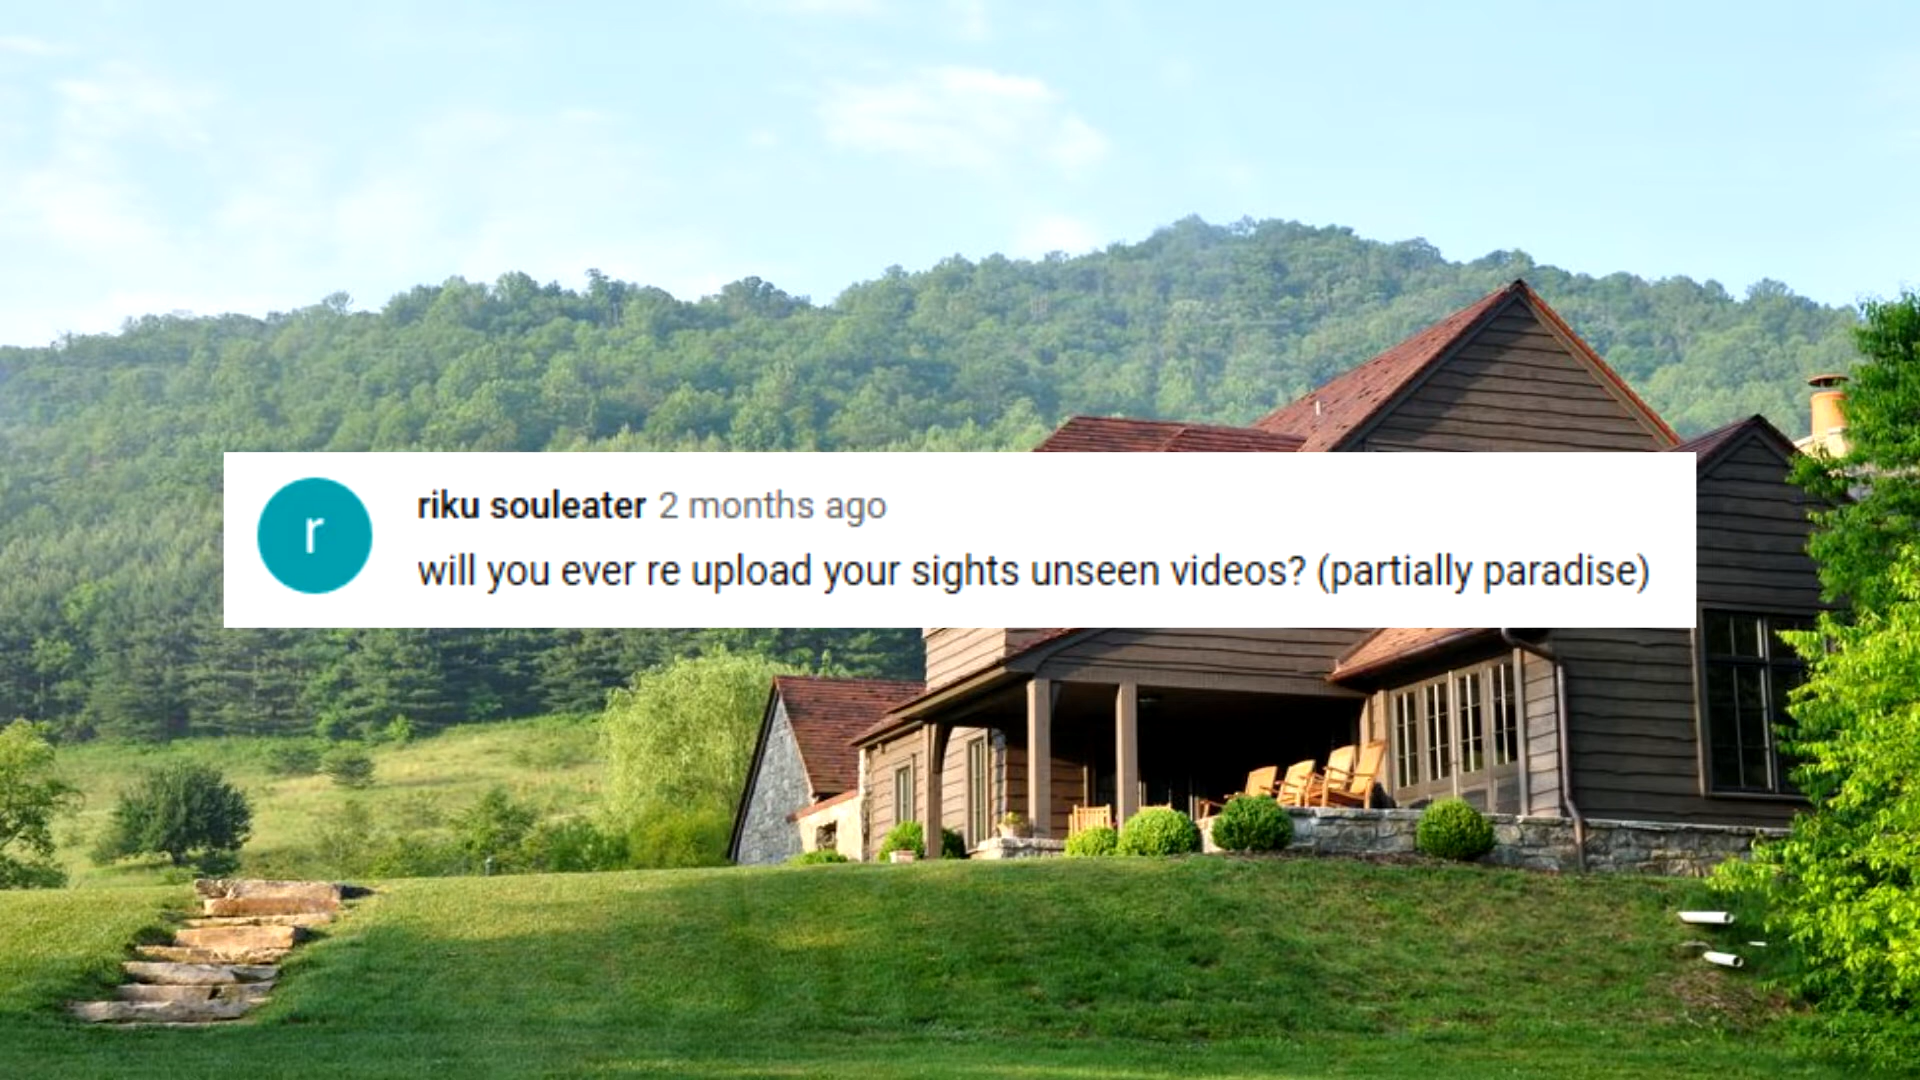 r
riku souleater 2 months ago
will you ever re upload your sights unseen videos? (partially paradise)